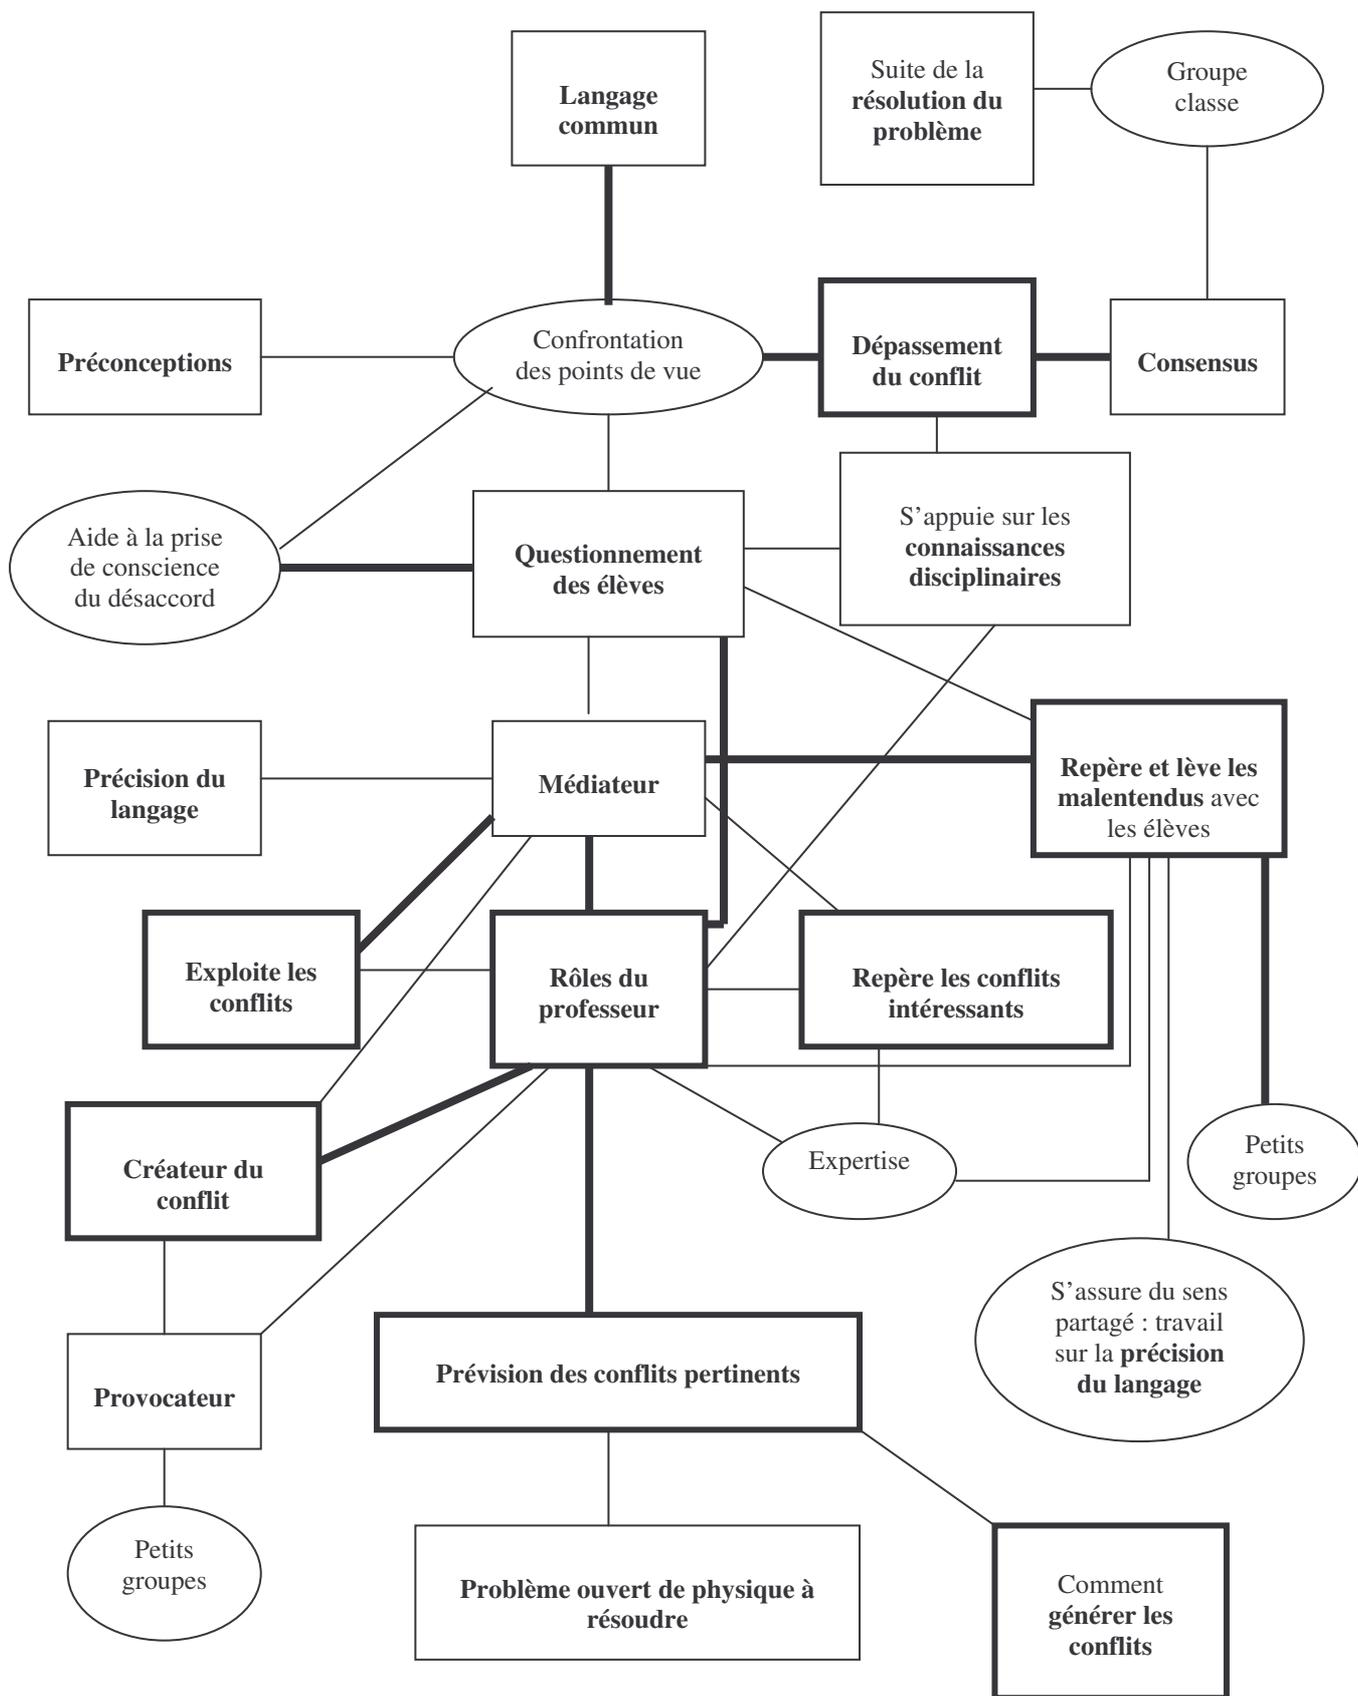 Langage
commun
Suite de la
résolution du
problème
Groupe
classe
Préconceptions
Confrontation
des points de vue
Dépassement
du conflit
Consensus
Aide à la prise
de conscience
du désaccord
Questionnement
des élèves
S’appuie sur les
connaissances
disciplinaires
Précision du
langage
Médiateur
Repère et lève les
malentendus avec
les élèves
Exploite les
conflits
Rôles du
professeur
Repère les conflits
intéressants
Créateur du
conflit
Expertise
Petits
groupes
S’assure du sens
partagé : travail
sur la précision
du langage
Provocateur
Prévision des conflits pertinents
Petits
groupes
Problème ouvert de physique à
résoudre
Comment
générer les
conflits